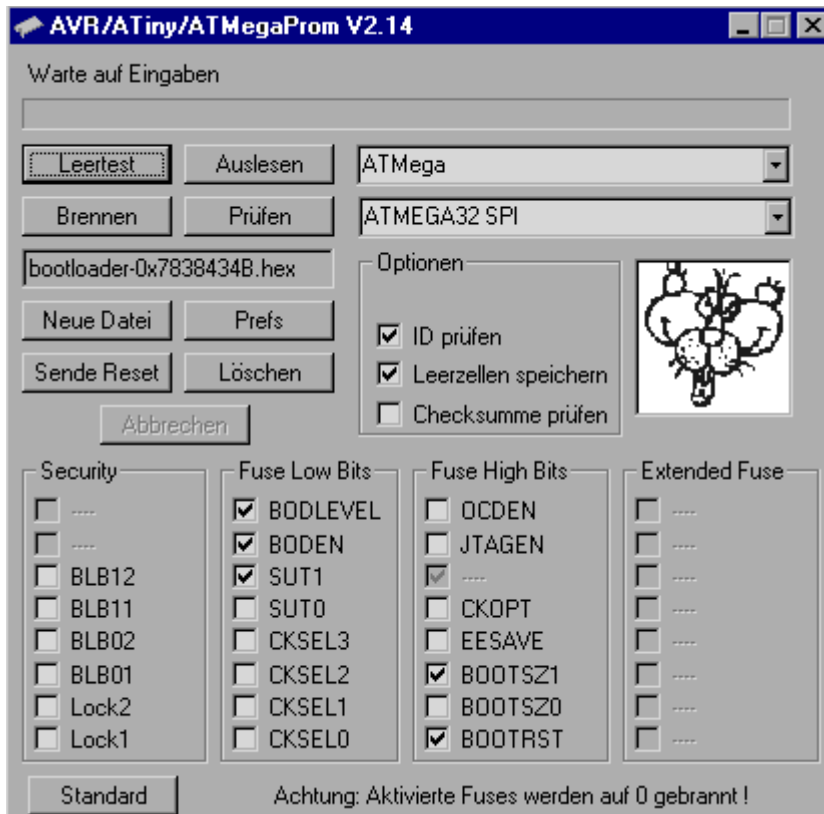 AVR/ATiny/ATMegaProm V2.14
Warte auf Eingaben
Leertest Auslesen ATMega
Brennen Prüfen ATMEGA32 SPI
bootloader-0x7838434B.hex
Optionen
Neue Datei Prefs
ID prüfen
Sende Reset Löschen
Leerzellen speichern
Abbrechen
Checksumme prüfen
Security
----
----
BLB12
BLB11
BLB02
BLB01
Lock2
Lock1
Fuse Low Bits
BODLEVEL
BODEN
SUT1
SUT0
CKSEL3
CKSEL2
CKSEL1
CKSEL0
Fuse High Bits
OCDEN
JTAGEN
----
CKOPT
EESAVE
BOOTSZ1
BOOTSZ0
BOOTRST
Extended Fuse
----
----
----
----
----
----
----
----
Standard
Achtung: Aktivierte Fuses werden auf 0 gebrannt !